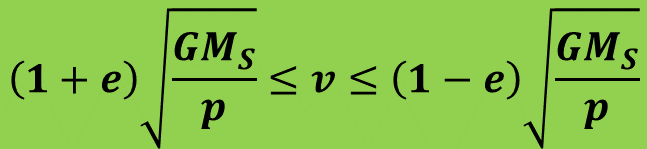 (1 + e) √(GM_S / p) ≤ v ≤ (1 − e) √(GM_S / p)